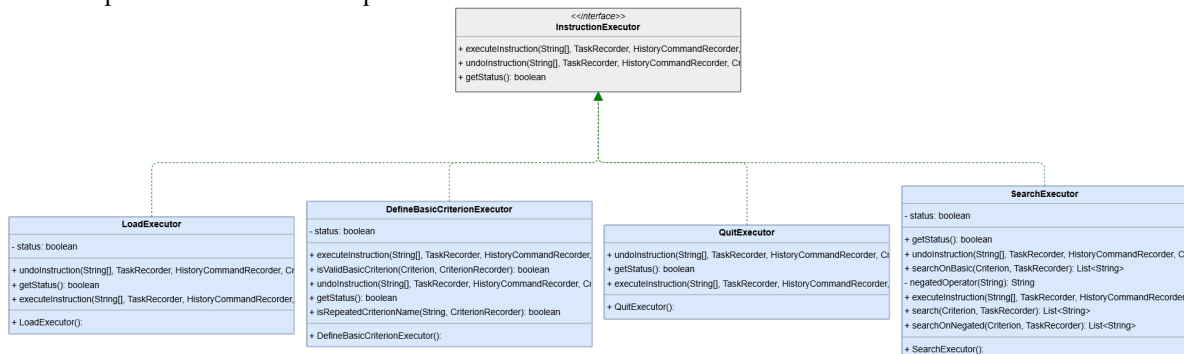 <<interface>>
InstructionExecutor
+ executeInstruction(String[], TaskRecorder, HistoryCommandRecorder,
+ undoInstruction(String[], TaskRecorder, HistoryCommandRecorder, Cri
+ getStatus(): boolean
LoadExecutor
- status: boolean
+ undoInstruction(String[], TaskRecorder, HistoryCommandRecorder, Cri
+ getStatus(): boolean
+ executeInstruction(String[], TaskRecorder, HistoryCommandRecorder,
+ LoadExecutor():
DefineBasicCriterionExecutor
- status: boolean
+ executeInstruction(String[], TaskRecorder, HistoryCommandRecorder,
+ isValidBasicCriterion(Criterion, CriterionRecorder): boolean
+ undoInstruction(String[], TaskRecorder, HistoryCommandRecorder, Cri
+ getStatus(): boolean
+ isRepeatedCriterionName(String, CriterionRecorder): boolean
+ DefineBasicCriterionExecutor():
QuitExecutor
+ undoInstruction(String[], TaskRecorder, HistoryCommandRecorder, Cri
+ getStatus(): boolean
+ executeInstruction(String[], TaskRecorder, HistoryCommandRecorder,
+ QuitExecutor():
SearchExecutor
- status: boolean
+ getStatus(): boolean
+ undoInstruction(String[], TaskRecorder, HistoryCommandRecorder, C
+ searchOnBasic(Criterion, TaskRecorder): List<String>
- negatedOperator(String): String
+ executeInstruction(String[], TaskRecorder, HistoryCommandRecorder
+ search(Criterion, TaskRecorder): List<String>
+ searchOnNegated(Criterion, TaskRecorder): List<String>
+ SearchExecutor():